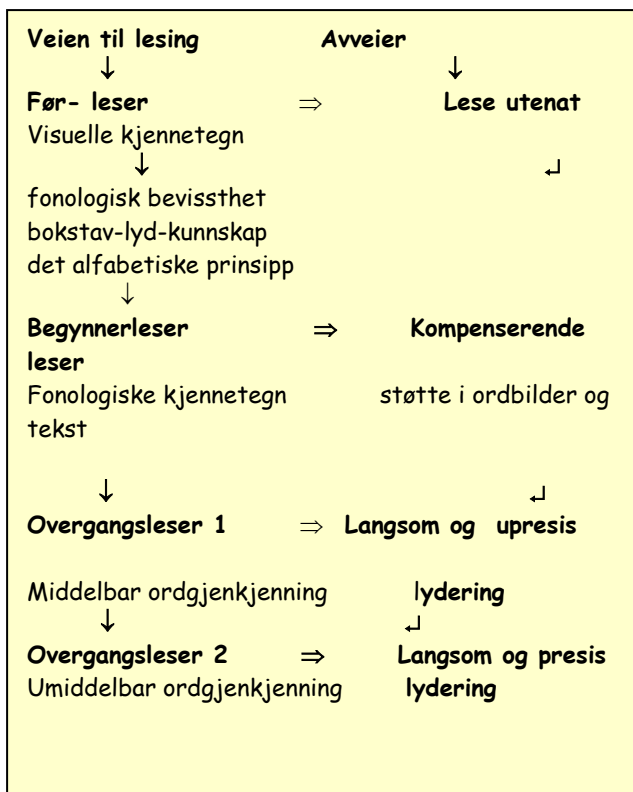 Veien til lesing Avveier
↓ ↓
Før- leser ⇒ Lese utenat
Visuelle kjennetegn
↓ ↵
fonologisk bevissthet
bokstav-lyd-kunnskap
det alfabetiske prinsipp
↓
Begynnerleser ⇒ Kompenserende
leser
Fonologiske kjennetegn støtte i ordbilder og
tekst
↓ ↵
Overgangsleser 1 ⇒ Langsom og upresis
Middelbar ordgjenkjenning lydering
↓ ↵
Overgangsleser 2 ⇒ Langsom og presis
Umiddelbar ordgjenkjenning lydering